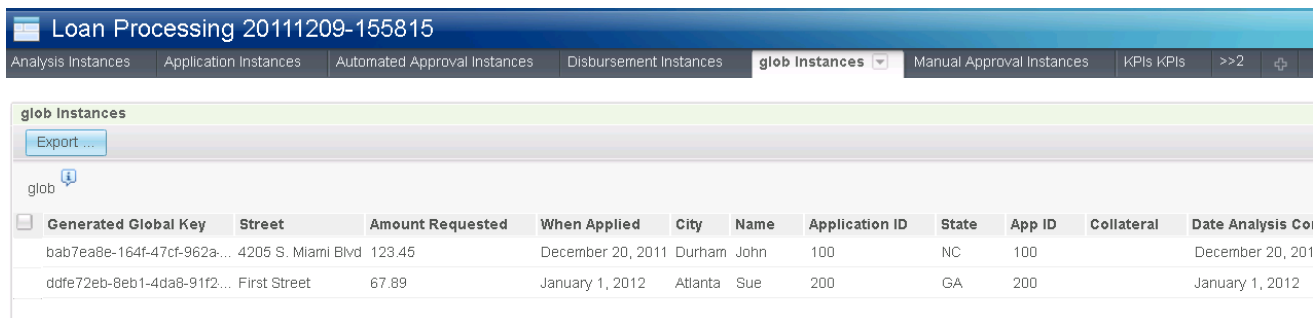 Loan Processing 20111209-155815
Analysis Instances Application Instances Automated Approval Instances Disbursement Instances glob Instances Manual Approval Instances KPIs KPIs >>2
glob Instances
Export ...
glob
Generated Global Key Street Amount Requested When Applied City Name Application ID State App ID Collateral Date Analysis Co
bab7ea8e-164f-47cf-962a-... 4205 S. Miami Blvd 123.45 December 20, 2011 Durham John 100 NC 100 December 20, 201
ddfe72eb-8eb1-4da8-91f2-... First Street 67.89 January 1, 2012 Atlanta Sue 200 GA 200 January 1, 2012